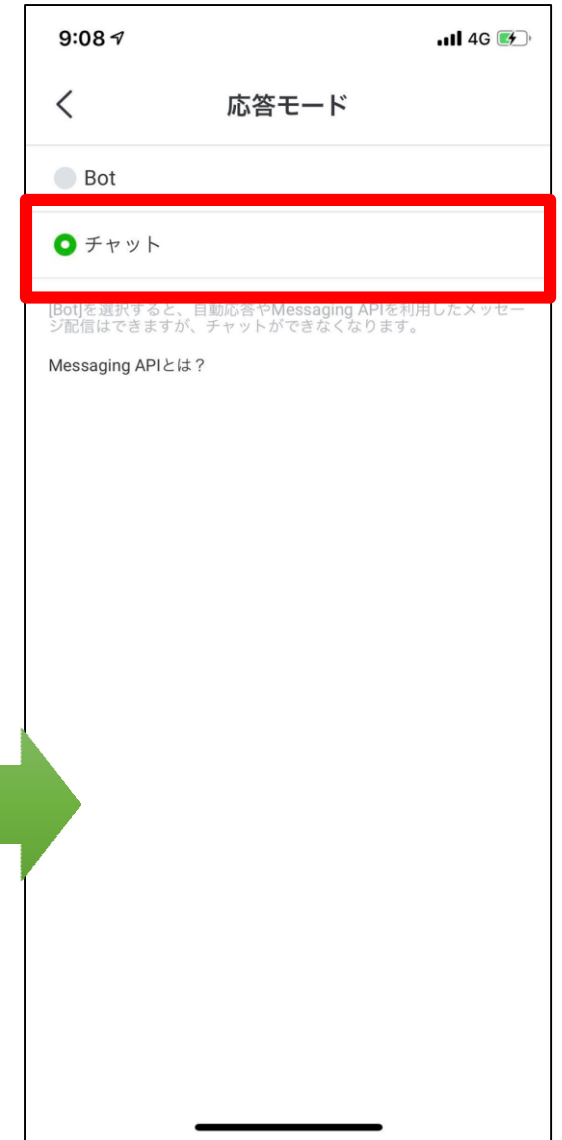 9:08
4G
応答モード
Bot
チャット
[Bot]を選択すると、自動応答やMessaging APIを利用したメッセー
ジ配信はできますが、チャットができなくなります。
Messaging APIとは？